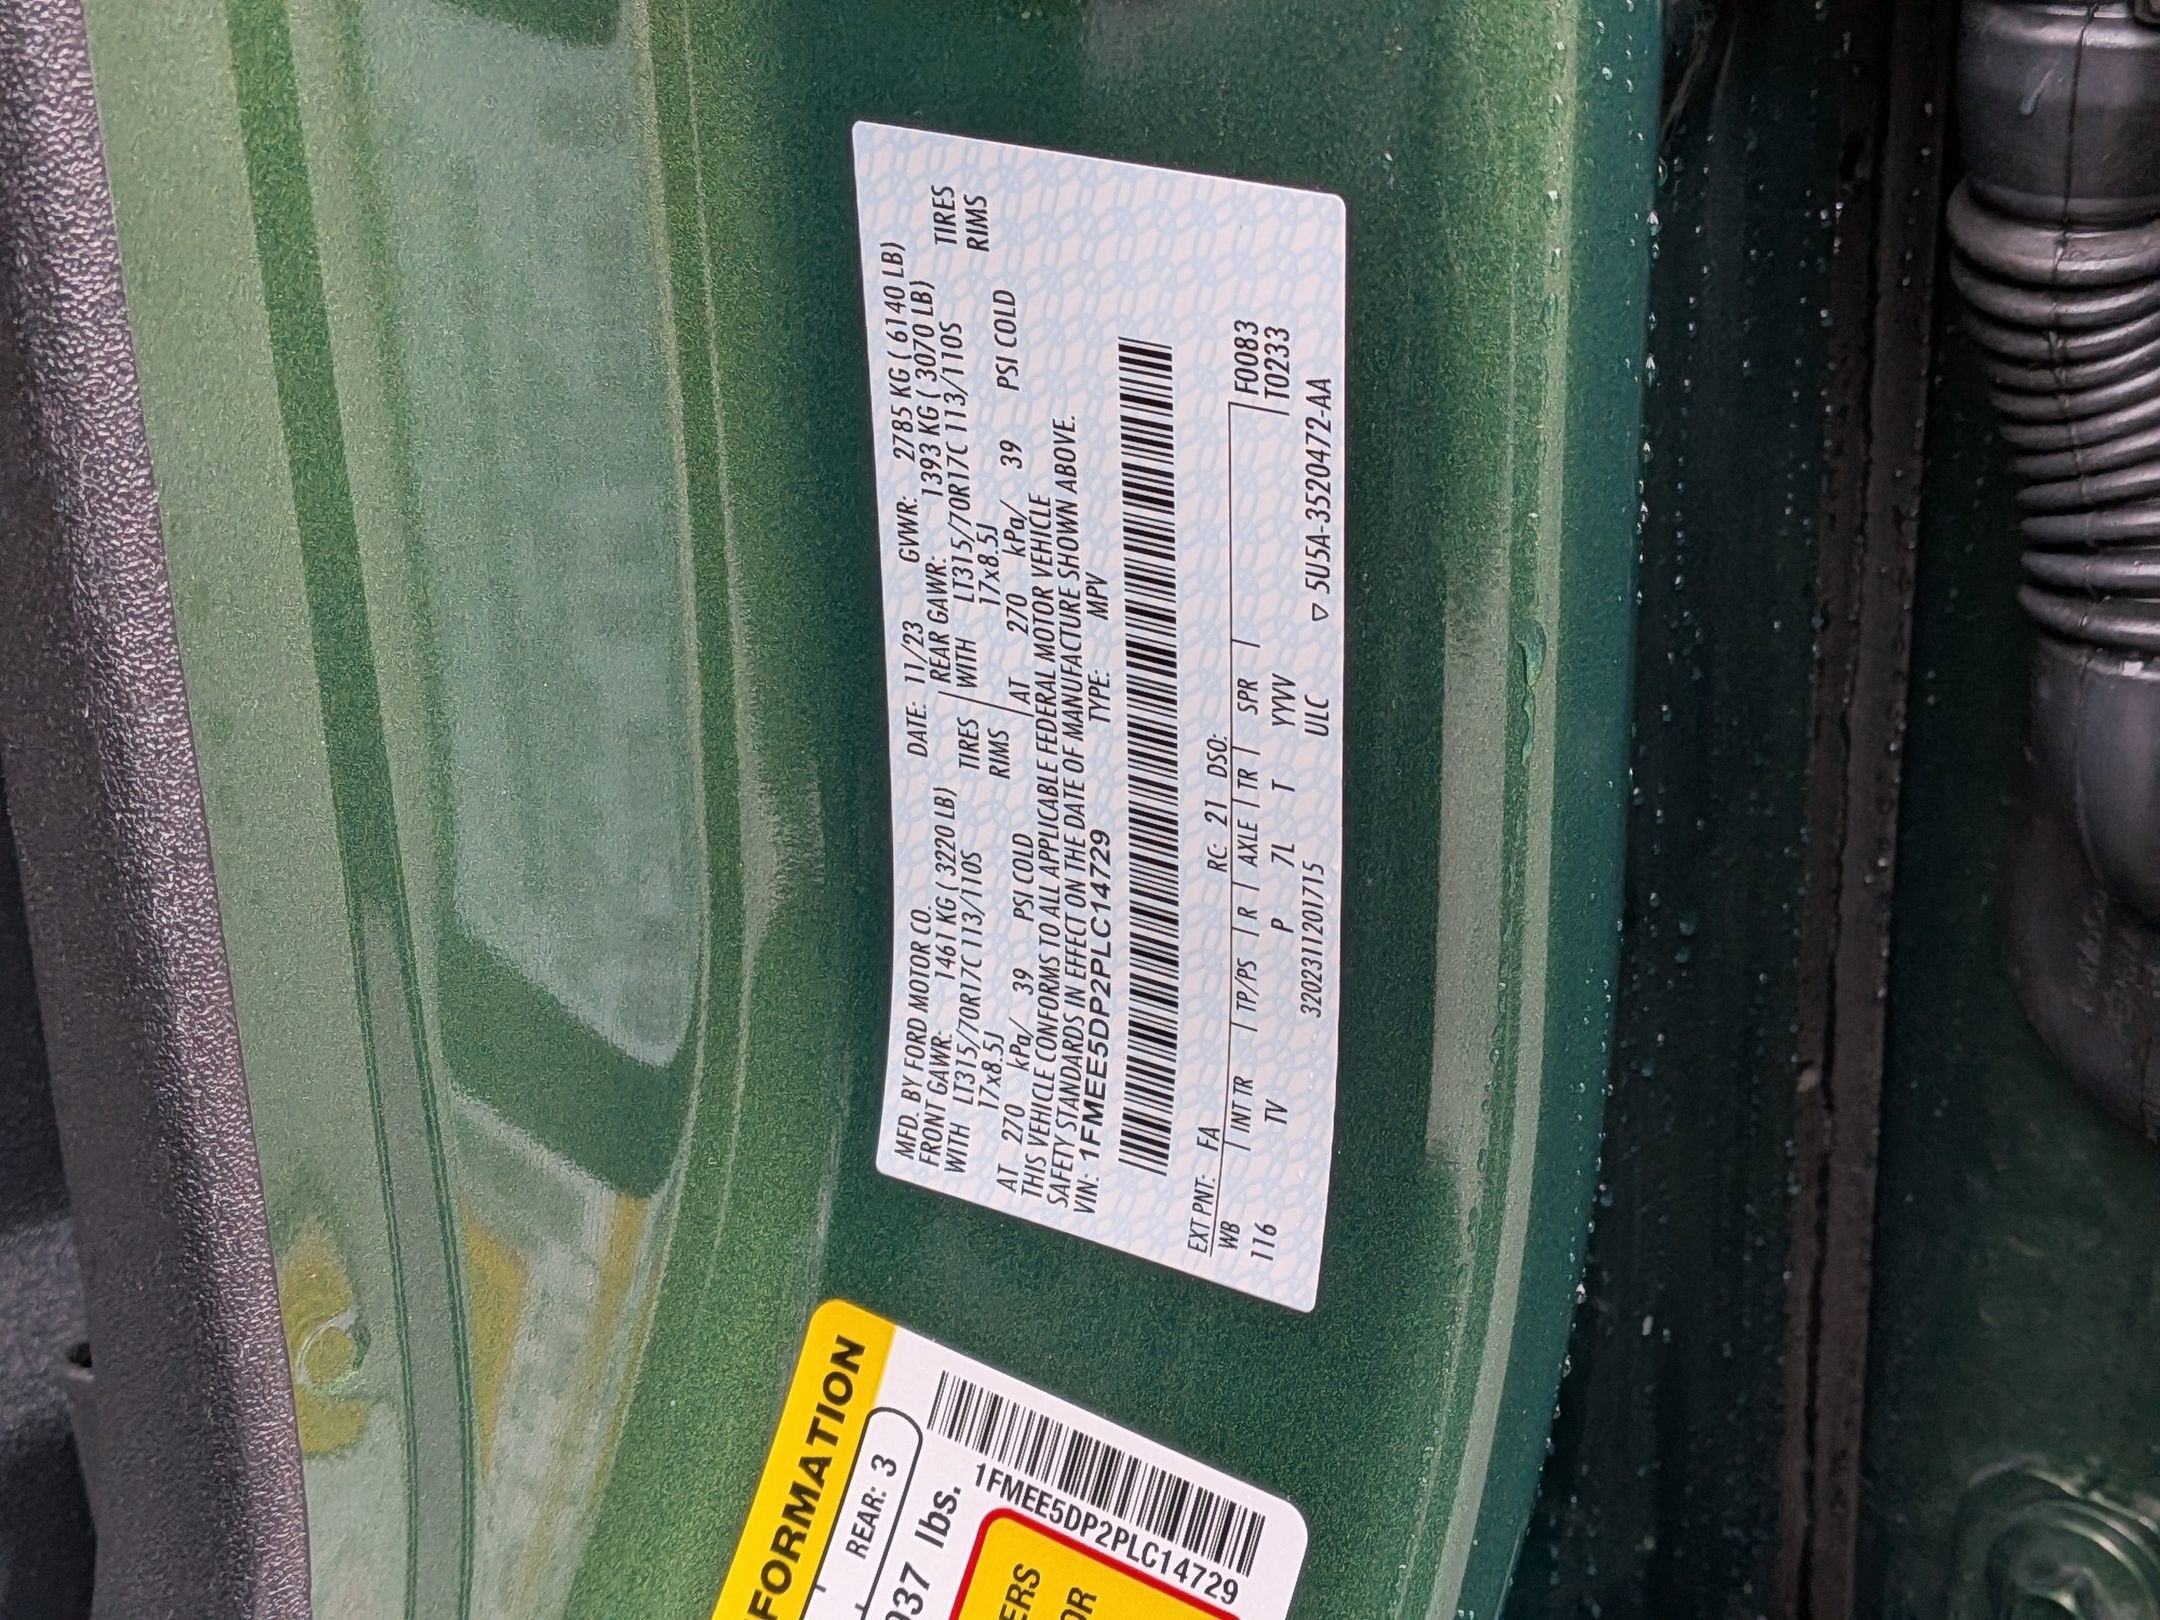 MFD. BY FORD MOTOR CO. DATE: 11/23 GVWR: 2785 KG ( 6140 LB)
FRONT GAWR: 1461 KG ( 3220 LB) REAR GAWR: 1393 KG ( 3070 LB)
WITH LT315/70R17C 113/110S TIRES WITH LT315/70R17C 113/110S TIRES
17x8.5J RIMS 17x8.5J RIMS
AT 270 kPa/ 39 PSI COLD AT 270 kPa/ 39 PSI COLD
THIS VEHICLE CONFORMS TO ALL APPLICABLE FEDERAL MOTOR VEHICLE
SAFETY STANDARDS IN EFFECT ON THE DATE OF MANUFACTURE SHOWN ABOVE.
VIN: 1FMEE5DP2PLC14729 TYPE: MPV
EXT PNT: FA RC: 21 DSO: F0083
WB INT TR TP/PS R AXLE TR SPR T0233
116 TV P 7L T YYVV
320231120171​5 ULC ▽ 5U5A-3520472-AA
FORMATION
REAR: 3
937 lbs.
1FMEE5DP2PLC14729
ERS
OR